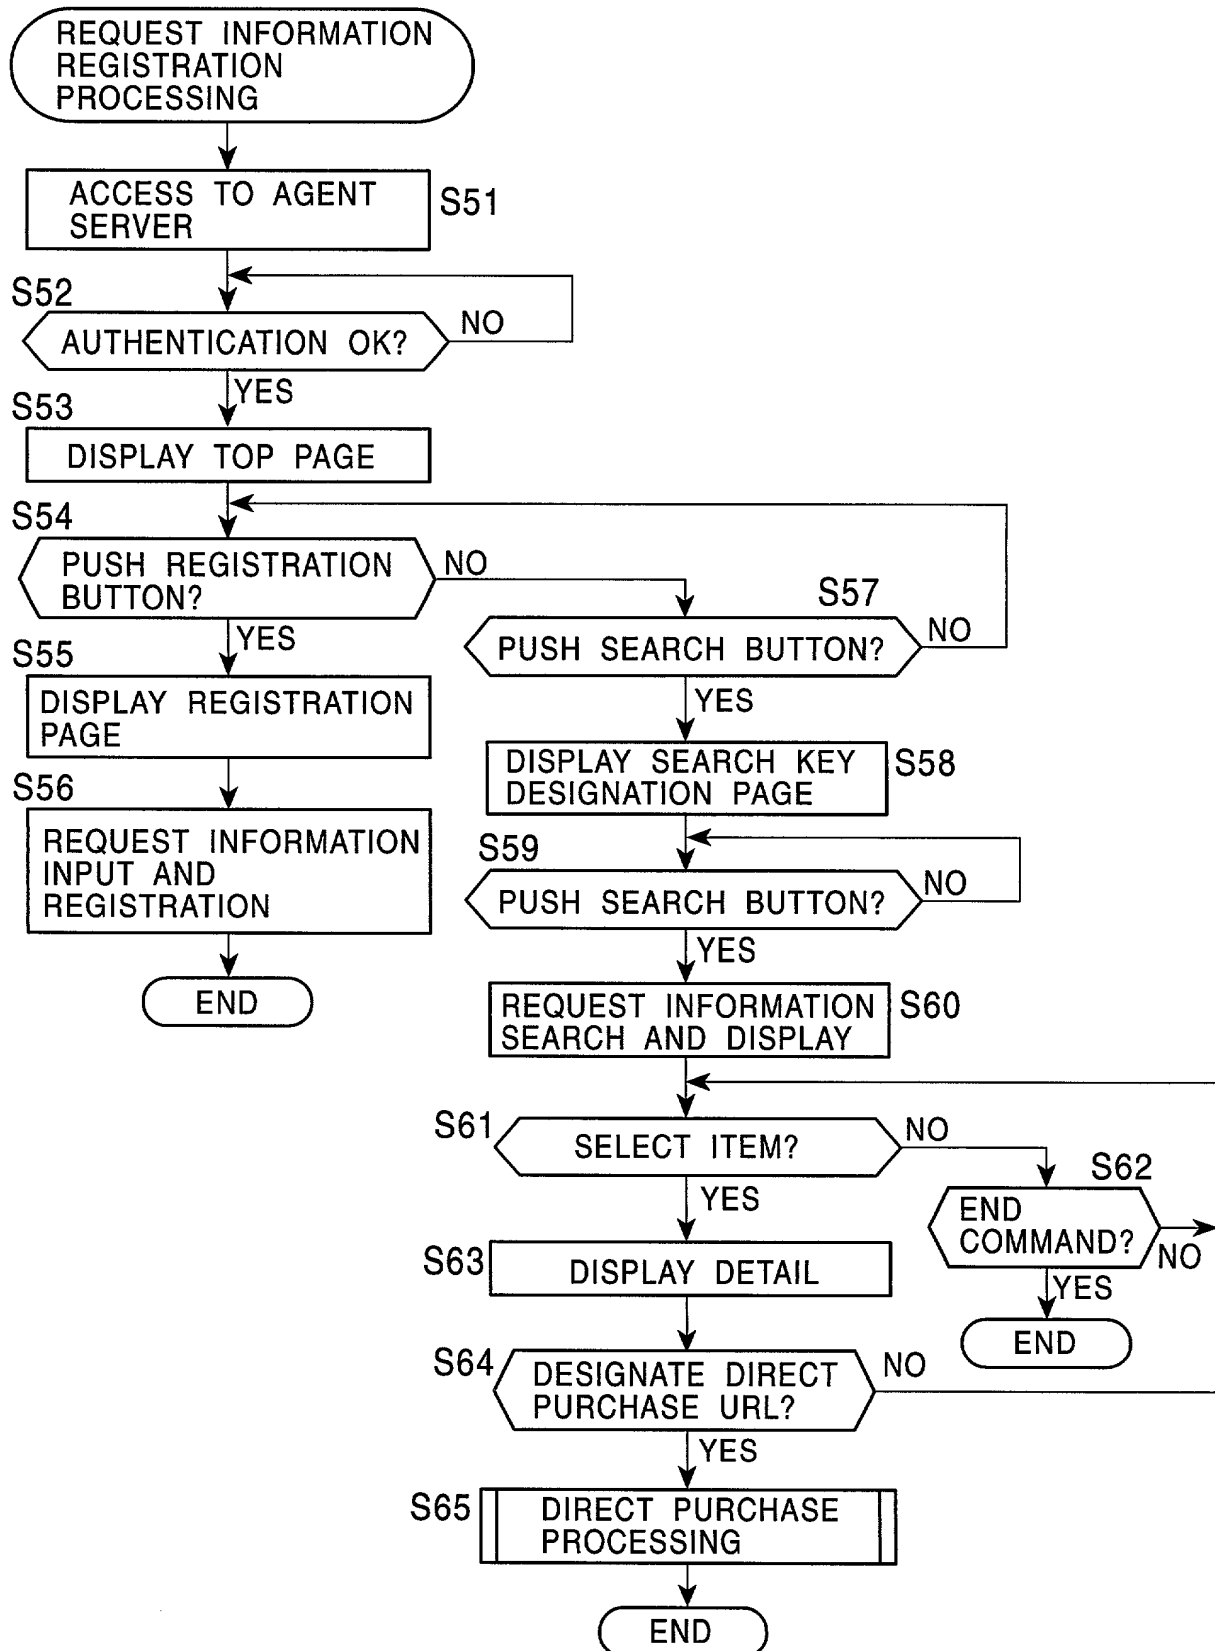 REQUEST INFORMATION
REGISTRATION
PROCESSING
ACCESS TO AGENT
SERVER
S51
S52
AUTHENTICATION OK?
NO
YES
S53
DISPLAY TOP PAGE
S54
PUSH REGISTRATION
BUTTON?
NO
YES
S55
DISPLAY REGISTRATION
PAGE
S56
REQUEST INFORMATION
INPUT AND
REGISTRATION
END
S57
PUSH SEARCH BUTTON?
NO
YES
DISPLAY SEARCH KEY
DESIGNATION PAGE
S58
S59
PUSH SEARCH BUTTON?
NO
YES
REQUEST INFORMATION
SEARCH AND DISPLAY
S60
S61
SELECT ITEM?
NO
YES
S62
END
COMMAND?
NO
YES
END
S63
DISPLAY DETAIL
S64
DESIGNATE DIRECT
PURCHASE URL?
NO
YES
S65
DIRECT PURCHASE
PROCESSING
END